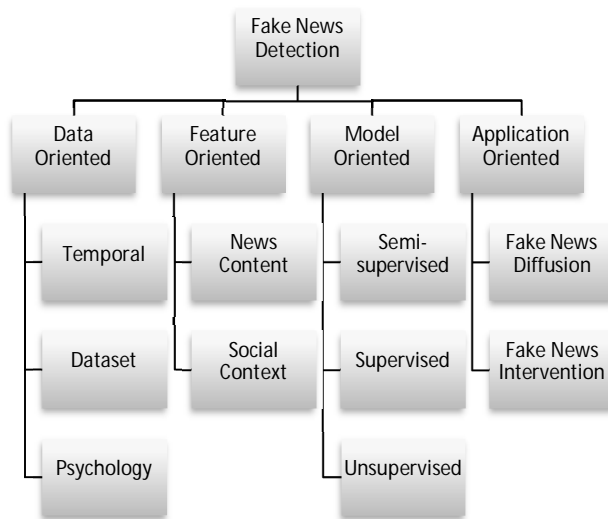 Fake News
Detection
Data
Oriented
Feature
Oriented
Model
Oriented
Application
Oriented
Temporal
Dataset
Psychology
News
Content
Social
Context
Semi-
supervised
Supervised
Unsupervised
Fake News
Diffusion
Fake News
Intervention